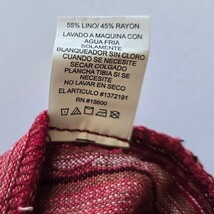 55% LINO/ 45% RAYON
LAVADO A MAQUINA CON
AGUA FRIA
SOLAMENTE
BLANQUEADOR SIN CLORO
CUANDO SE NECESITE
SECAR COLGADO
PLANCHA TIBIA SI SE
NECESITE
NO LAVAR EN SECO
EL ARTICULO #1372191
RN #15600